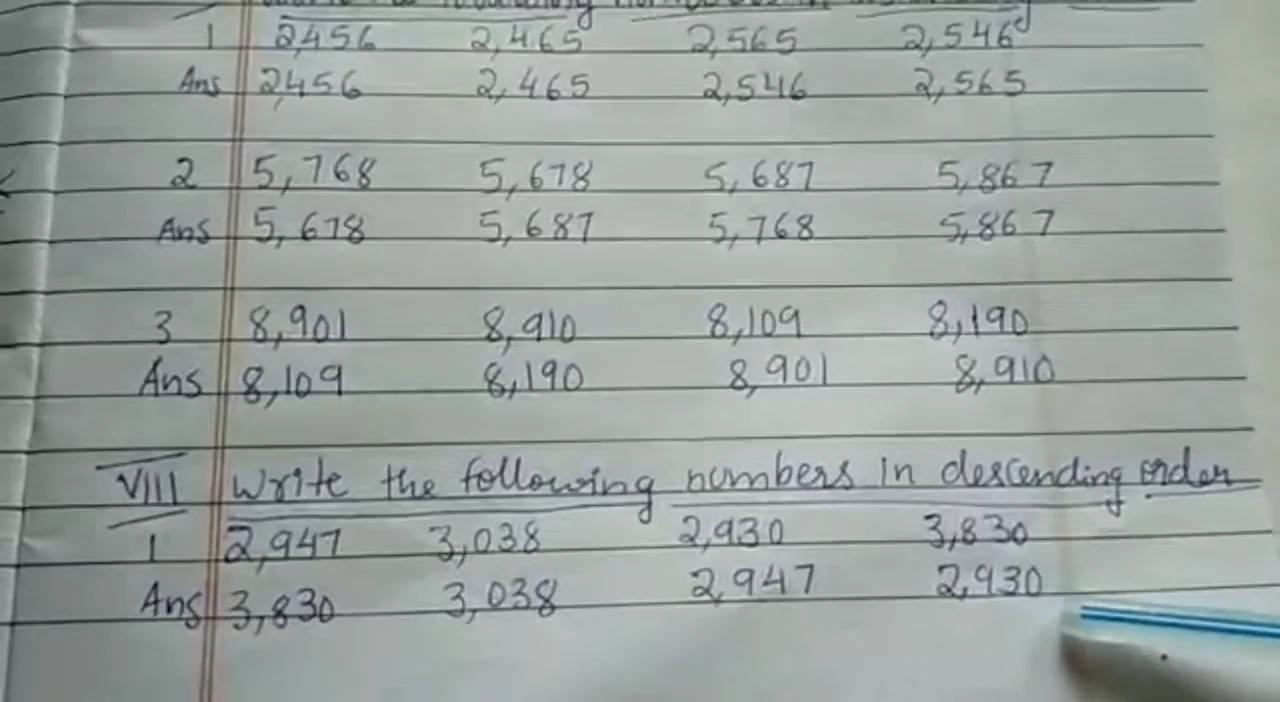 1 2,456 2,465 2,565 2,546
Ans 2,456 2,465 2,546 2,565
2 5,768 5,678 5,687 5,867
Ans 5,678 5,687 5,768 5,867
3 8,901 8,910 8,109 8,190
Ans 8,109 8,190 8,901 8,910
VIII Write the following numbers in descending order
1 2,947 3,038 2,930 3,830
Ans 3,830 3,038 2,947 2,930